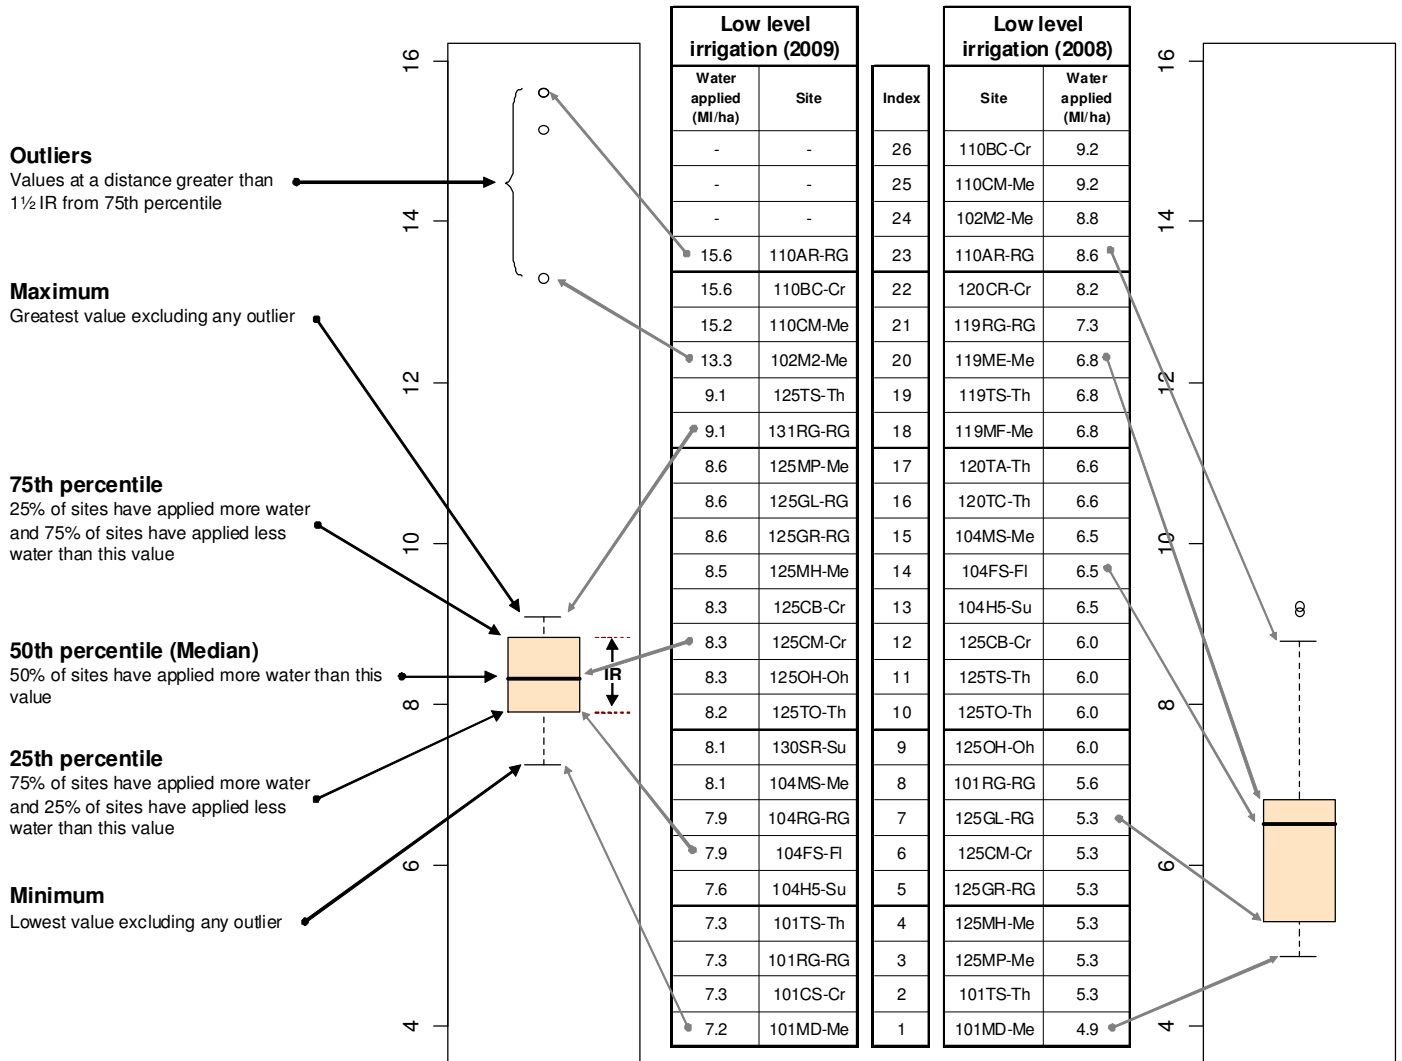 Outliers
Values at a distance greater than
1½ IR from 75th percentile
Maximum
Greatest value excluding any outlier
75th percentile
25% of sites have applied more water
and 75% of sites have applied less
water than this value
50th percentile (Median)
50% of sites have applied more water than this
value
25th percentile
75% of sites have applied more water
and 25% of sites have applied less
water than this value
Minimum
Lowest value excluding any outlier
16
14
12
10
8
6
4
IR
Low level irrigation (2009) Low level irrigation (2008)
Water applied (Ml/ha) Site Index Site Water applied (Ml/ha)
- - 26 110BC-Cr 9.2
- - 25 110CM-Me 9.2
- - 24 102M2-Me 8.8
15.6 110AR-RG 23 110AR-RG 8.6
15.6 110BC-Cr 22 120CR-Cr 8.2
15.2 110CM-Me 21 119RG-RG 7.3
13.3 102M2-Me 20 119ME-Me 6.8
9.1 125TS-Th 19 119TS-Th 6.8
9.1 131RG-RG 18 119MF-Me 6.8
8.6 125MP-Me 17 120TA-Th 6.6
8.6 125GL-RG 16 120TC-Th 6.6
8.6 125GR-RG 15 104MS-Me 6.5
8.5 125MH-Me 14 104FS-Fl 6.5
8.3 125CB-Cr 13 104H5-Su 6.5
8.3 125CM-Cr 12 125CB-Cr 6.0
8.3 125OH-Oh 11 125TS-Th 6.0
8.2 125TO-Th 10 125TO-Th 6.0
8.1 130SR-Su 9 125OH-Oh 6.0
8.1 104MS-Me 8 101RG-RG 5.6
7.9 104RG-RG 7 125GL-RG 5.3
7.9 104FS-Fl 6 125CM-Cr 5.3
7.6 104H5-Su 5 125GR-RG 5.3
7.3 101TS-Th 4 125MH-Me 5.3
7.3 101RG-RG 3 125MP-Me 5.3
7.3 101CS-Cr 2 101TS-Th 5.3
7.2 101MD-Me 1 101MD-Me 4.9
16
14
12
10
8
6
4